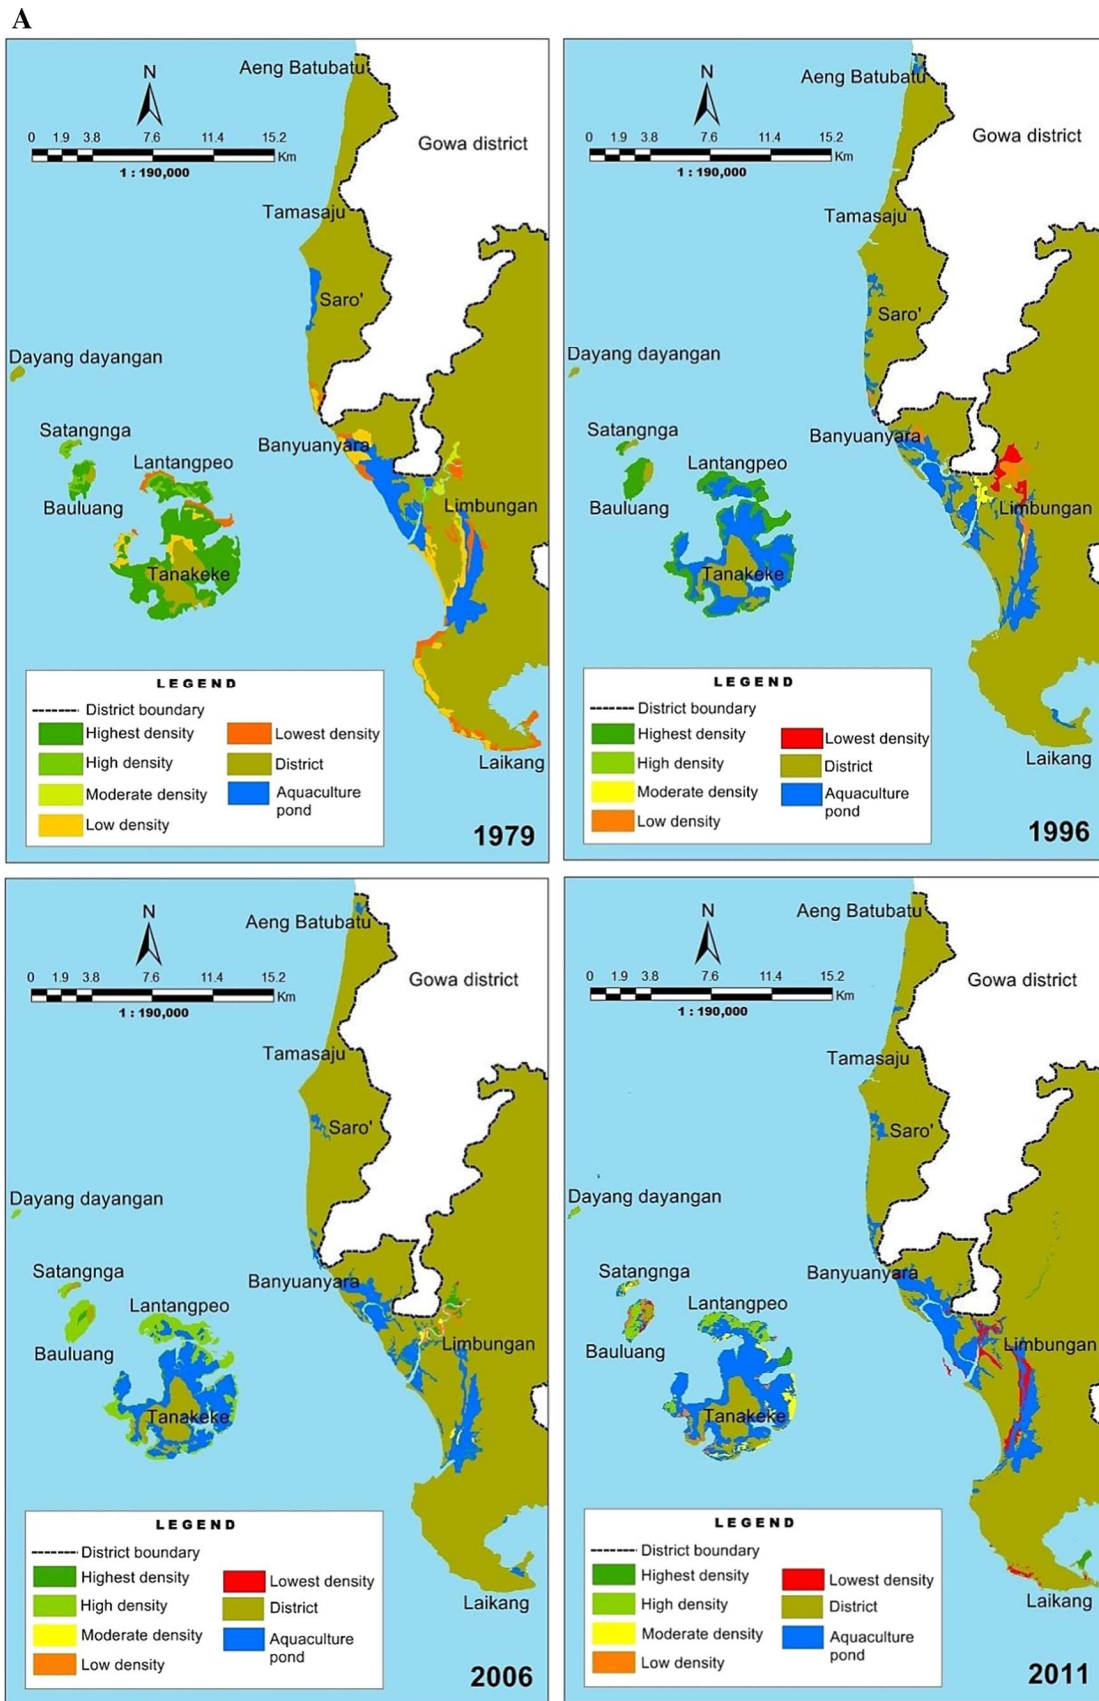 A
Aeng Batubatu
N
Gowa district
0 1.9 3.8 7.6 11.4 15.2
Km
1 : 190,000
Tamasaju
Saro'
Dayang dayangan
Satangnga
Banyuanyara
Lantangpeo
Bauluang
Limbungan
Tanakeke
LEGEND
District boundary
Highest density
Lowest density
High density
District
Moderate density
Aquaculture
pond
Low density
Laikang
1979
Aeng Batubatu
N
Gowa district
0 1.9 3.8 7.6 11.4 15.2
Km
1 : 190,000
Tamasaju
Saro'
Dayang dayangan
Satangnga
Banyuanyara
Lantangpeo
Bauluang
Limbungan
Tanakeke
LEGEND
District boundary
Highest density
Lowest density
High density
District
Moderate density
Aquaculture
pond
Low density
Laikang
1996
Aeng Batubatu
N
Gowa district
0 1.9 3.8 7.6 11.4 15.2
Km
1 : 190,000
Tamasaju
Saro'
Dayang dayangan
Satangnga
Banyuanyara
Lantangpeo
Bauluang
Limbungan
Tanakeke
LEGEND
District boundary
Highest density
Lowest density
High density
District
Moderate density
Aquaculture
pond
Low density
Laikang
2006
Aeng Batubatu
N
Gowa district
0 1.9 3.8 7.6 11.4 15.2
Km
1 : 190,000
Tamasaju
Saro'
Dayang dayangan
Satangnga
Banyuanyara
Lantangpeo
Bauluang
Limbungan
Tanakeke
LEGEND
District boundary
Highest density
Lowest density
High density
District
Moderate density
Aquaculture
pond
Low density
Laikang
2011